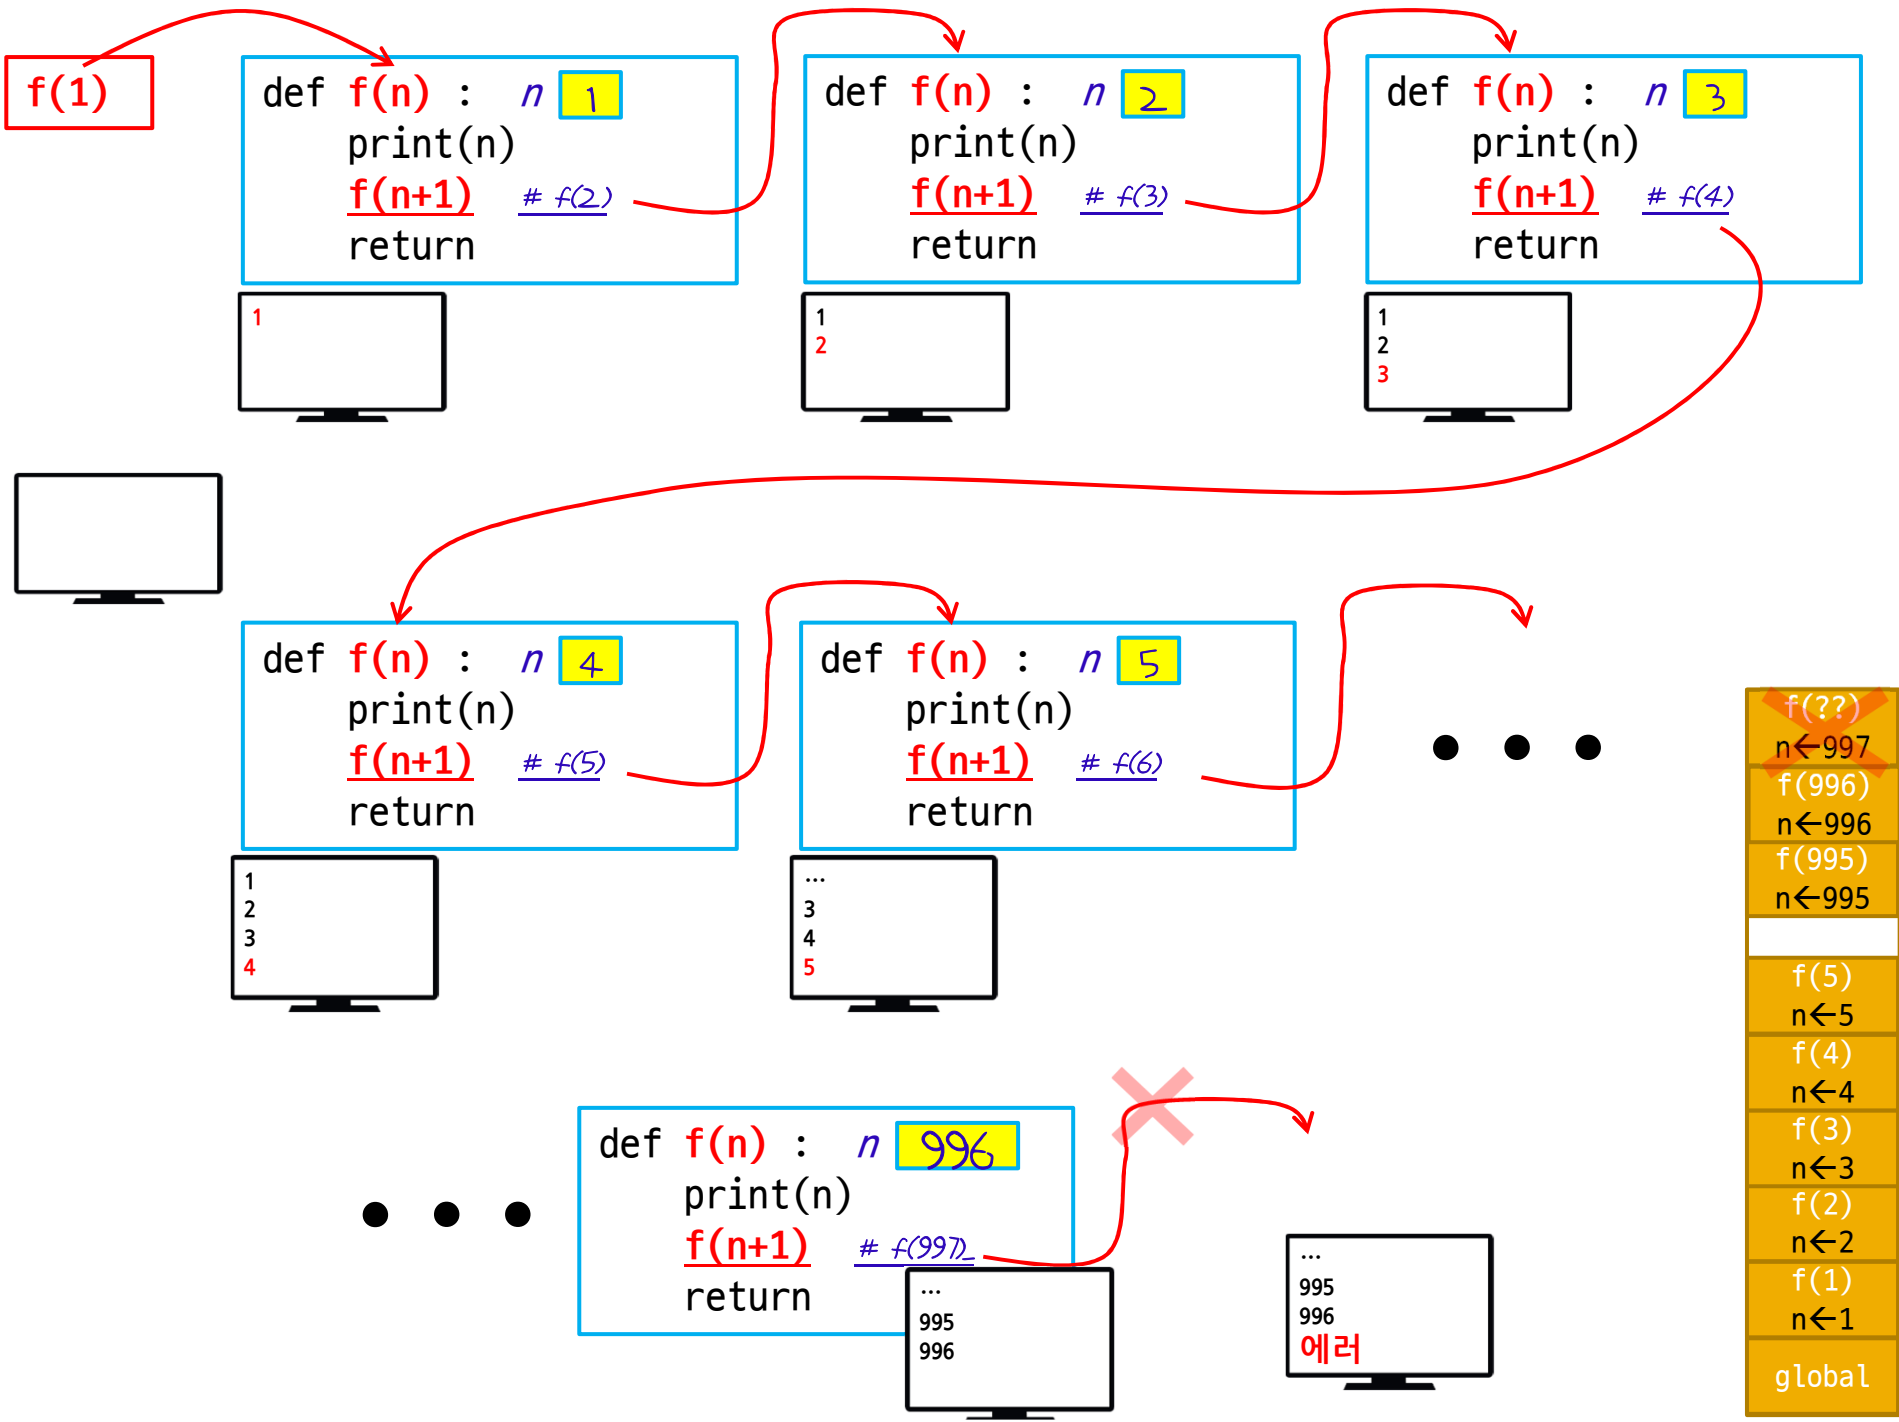 f(1)
def f(n) : n 1
print(n)
f(n+1) # f(2)
return
1
def f(n) : n 2
print(n)
f(n+1) # f(3)
return
1
2
def f(n) : n 3
print(n)
f(n+1) # f(4)
return
1
2
3
def f(n) : n 4
print(n)
f(n+1) # f(5)
return
1
2
3
4
def f(n) : n 5
print(n)
f(n+1) # f(6)
return
...
3
4
5
● ● ●
● ● ●
def f(n) : n 996
print(n)
f(n+1) # f(997)
return
...
995
996
...
995
996
에러
f(??)
n←997
f(996)
n←996
f(995)
n←995
f(5)
n←5
f(4)
n←4
f(3)
n←3
f(2)
n←2
f(1)
n←1
global